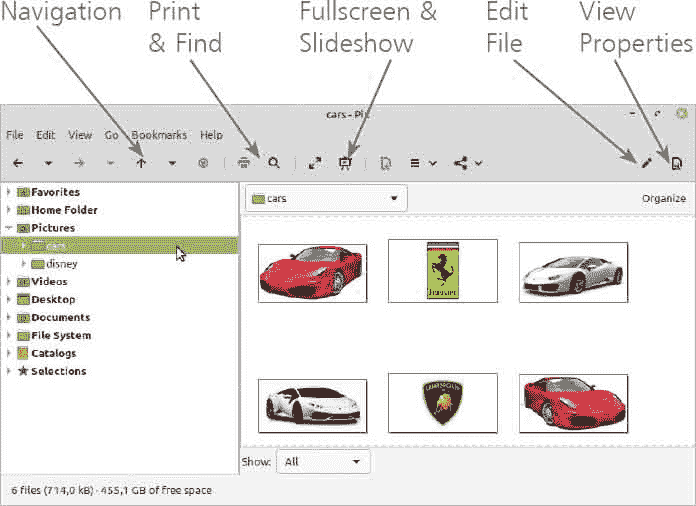 Navigation
Print
& Find
Fullscreen &
Slideshow
Edit
File
View
Properties
cars - Pix
File Edit View Go Bookmarks Help
Favorites
Home Folder
Pictures
cars
disney
Videos
Desktop
Documents
File System
Catalogs
Selections
cars
Organize
Show: All
6 files (714,0 kB) · 455,1 GB of free space